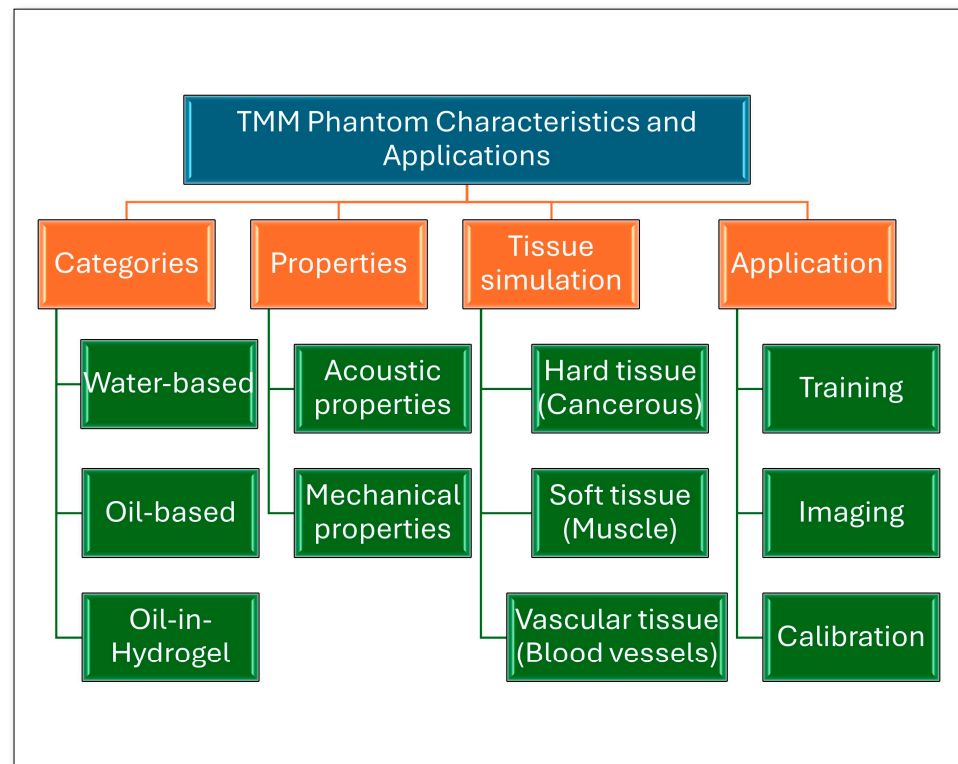 TMM Phantom Characteristics and
Applications
Categories
Properties
Tissue
simulation
Application
Water-based
Oil-based
Oil-in-
Hydrogel
Acoustic
properties
Mechanical
properties
Hard tissue
(Cancerous)
Soft tissue
(Muscle)
Vascular tissue
(Blood vessels)
Training
Imaging
Calibration